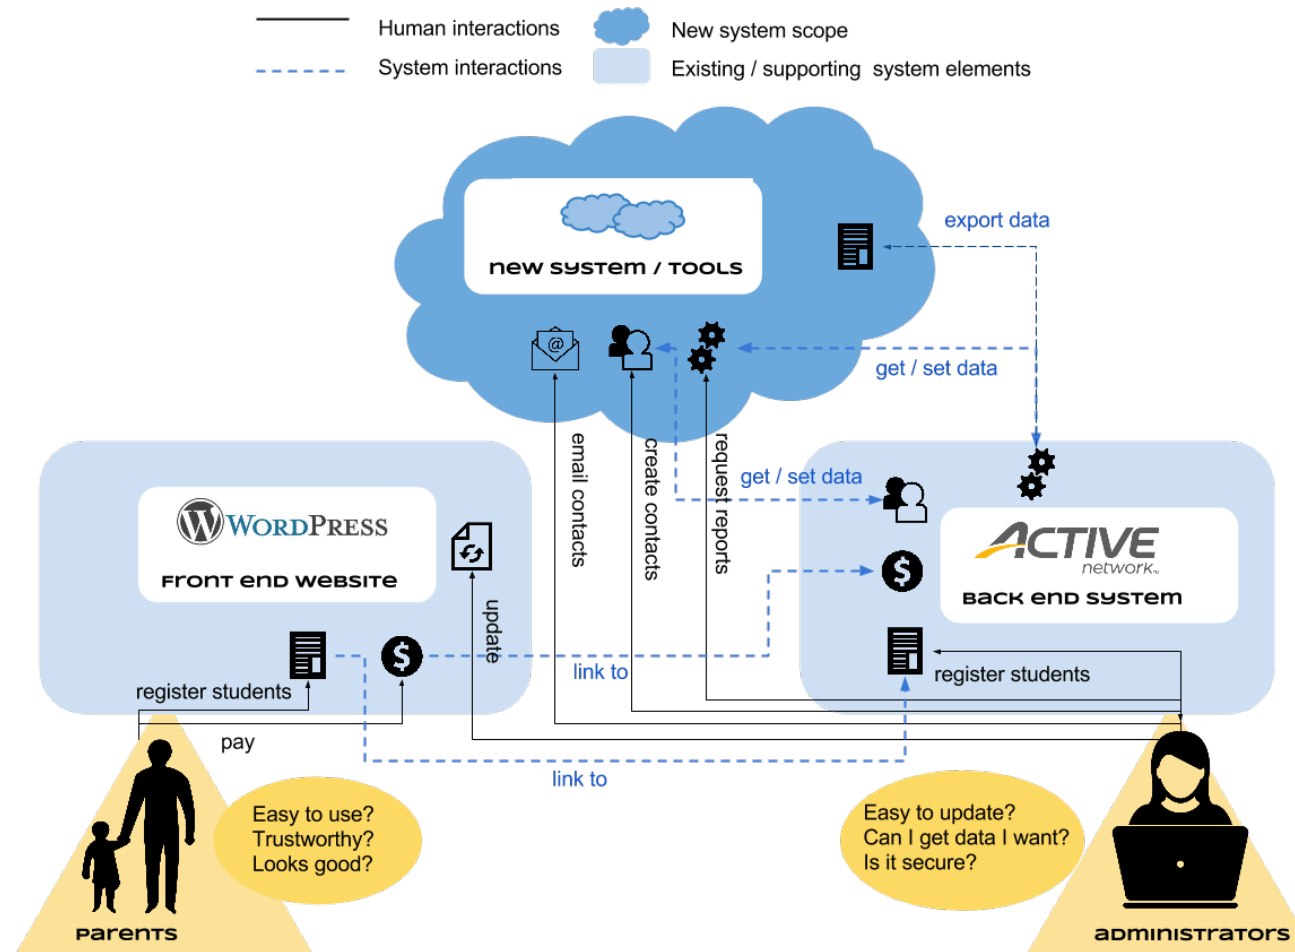 Human interactions
New system scope
System interactions
Existing / supporting system elements
new system / tools
export data
get / set data
@
email contacts
create contacts
request reports
get / set data
WordPress
Front end website
update
$
ACTIVE
network
Back end system
$
register students
pay
link to
register students
link to
Easy to use?
Trustworthy?
Looks good?
Easy to update?
Can I get data I want?
Is it secure?
Parents
administrators